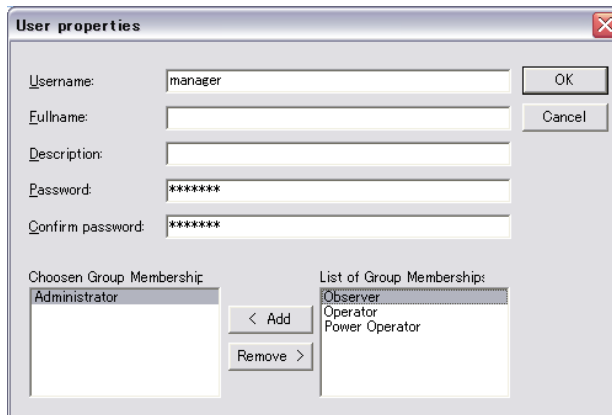 User properties
Username: manager OK
Fullname: Cancel
Description:
Password: *******
Confirm password: *******
Choosen Group Membership List of Group Memberships
Administrator Observer
Operator
Power Operator
< Add
Remove >